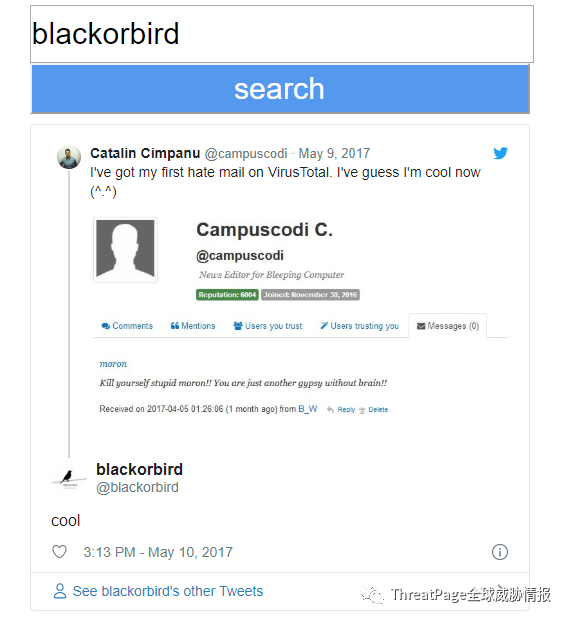 blackorbird
search
Catalin Cimpanu @campuscodi · May 9, 2017
I've got my first hate mail on VirusTotal. I've guess I'm cool now
(^.^)
Campuscodi C.
@campuscodi
News Editor for Bleeping Computer
Reputation: 6004 Joined: November 30, 2016
Comments Mentions Users you trust Users trusting you Messages (0)
moron
Kill yourself stupid moron!! You are just another gypsy without brain!!
Received on 2017-04-05 01:26:06 (1 month ago) from B_W Reply Delete
blackorbird
@blackorbird
cool
3:13 PM - May 10, 2017
See blackorbird's other Tweets
ThreatPage全球威胁情报